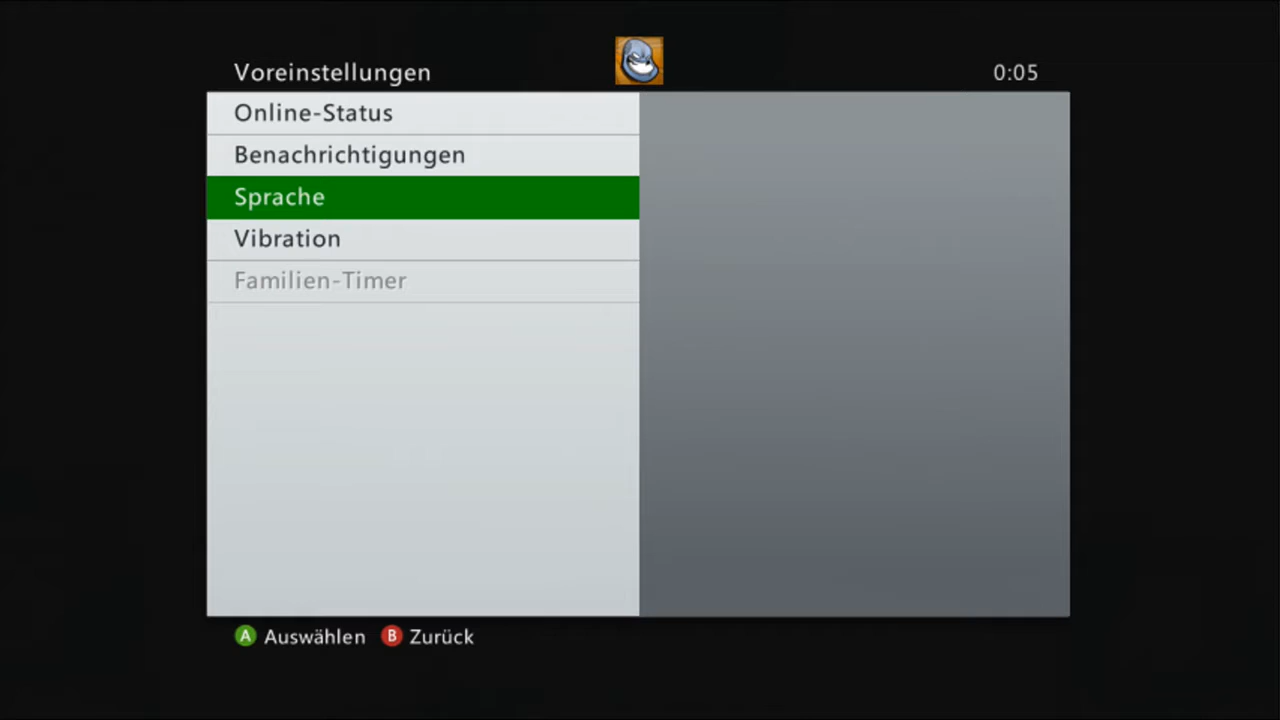 Voreinstellungen
0:05
Online-Status
Benachrichtigungen
Sprache
Vibration
Familien-Timer
A Auswählen B Zurück